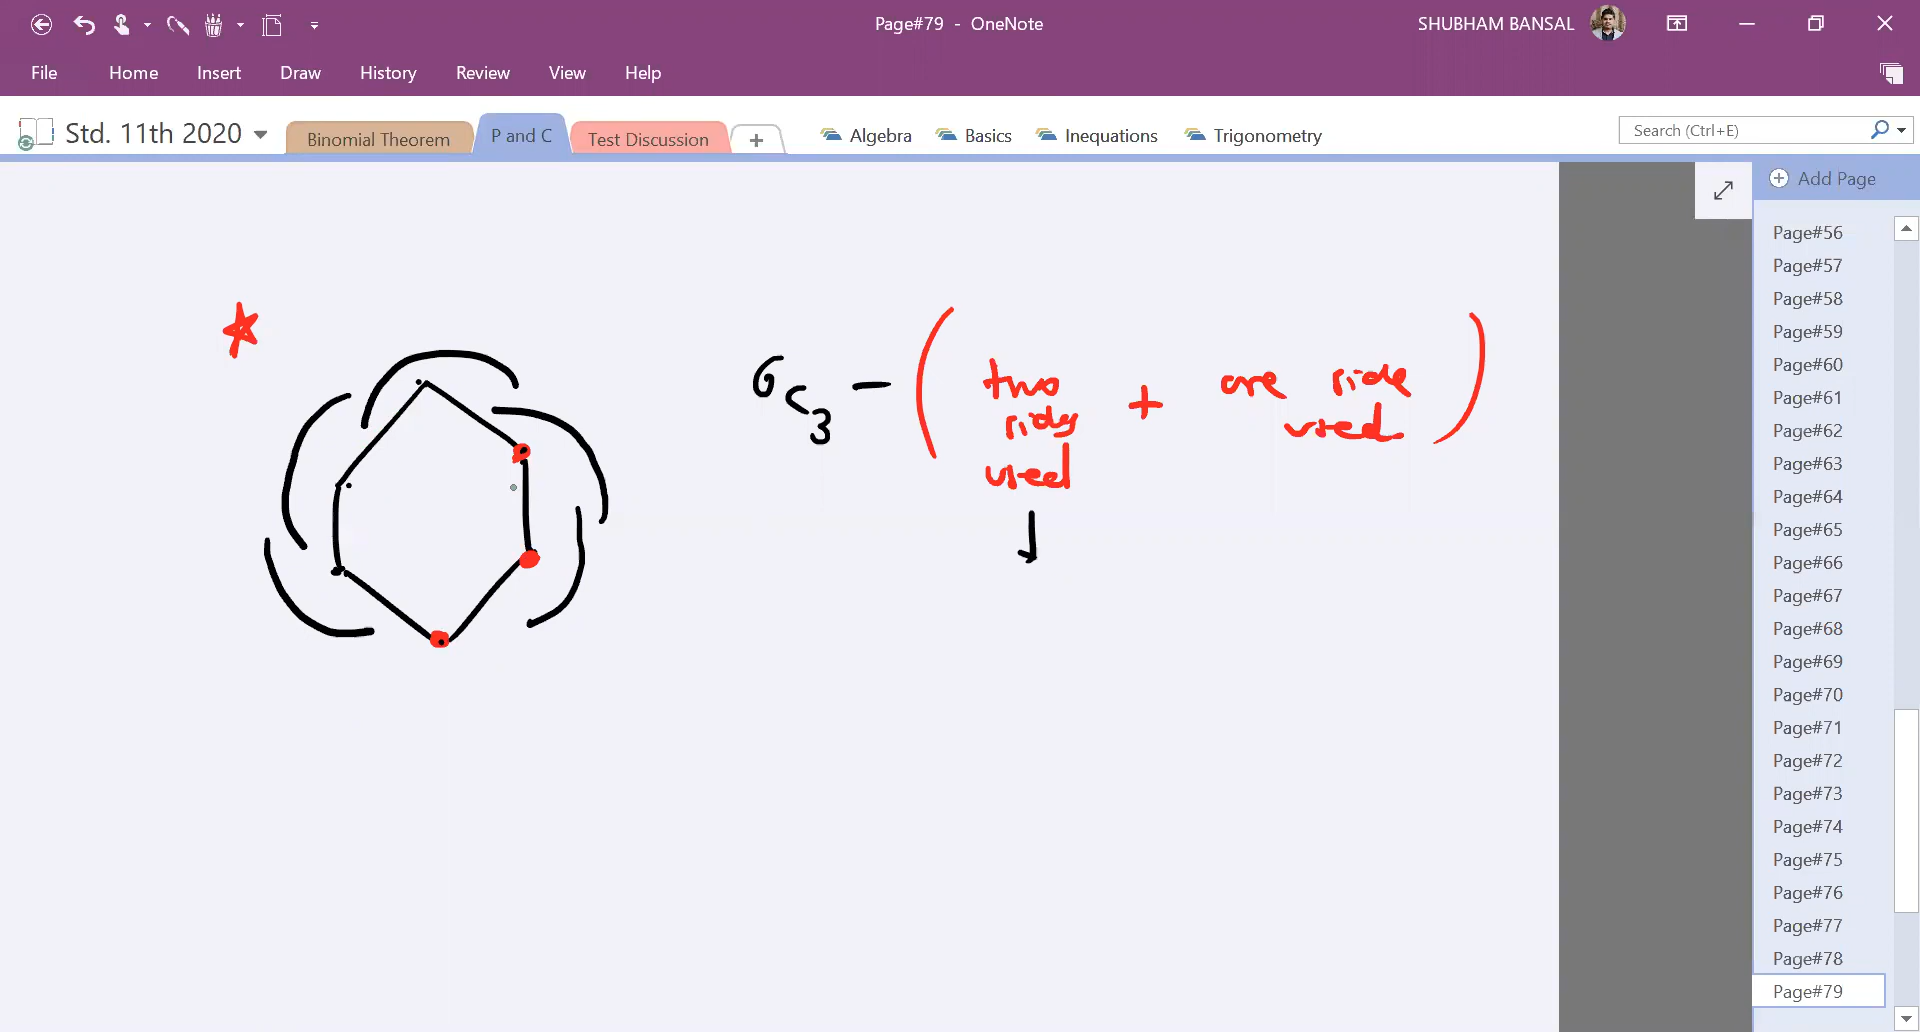 Page#79 - OneNote
SHUBHAM BANSAL
File Home Insert Draw History Review View Help
Std. 11th 2020
Binomial Theorem P and C Test Discussion
Algebra Basics Inequations Trigonometry
Search (Ctrl+E)
Add Page
6C3 − ( two sides used + one side used )
Page#56
Page#57
Page#58
Page#59
Page#60
Page#61
Page#62
Page#63
Page#64
Page#65
Page#66
Page#67
Page#68
Page#69
Page#70
Page#71
Page#72
Page#73
Page#74
Page#75
Page#76
Page#77
Page#78
Page#79